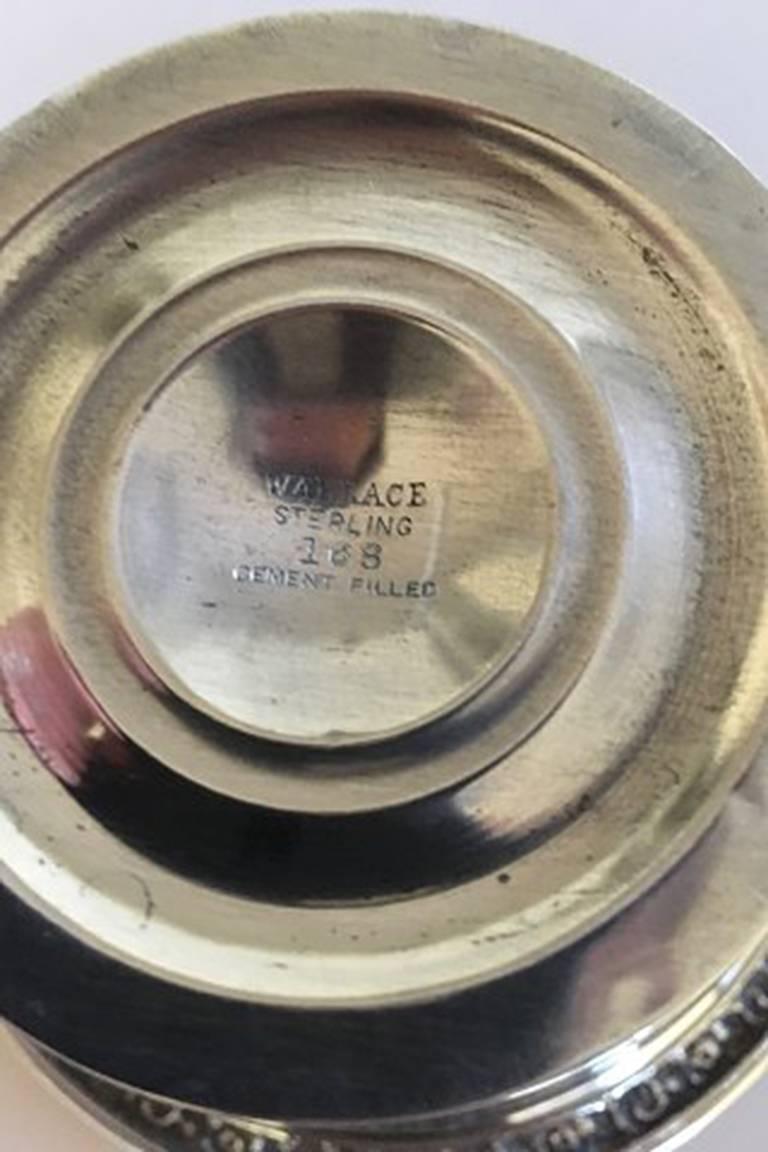 WALLACE
STERLING
168
CEMENT FILLED